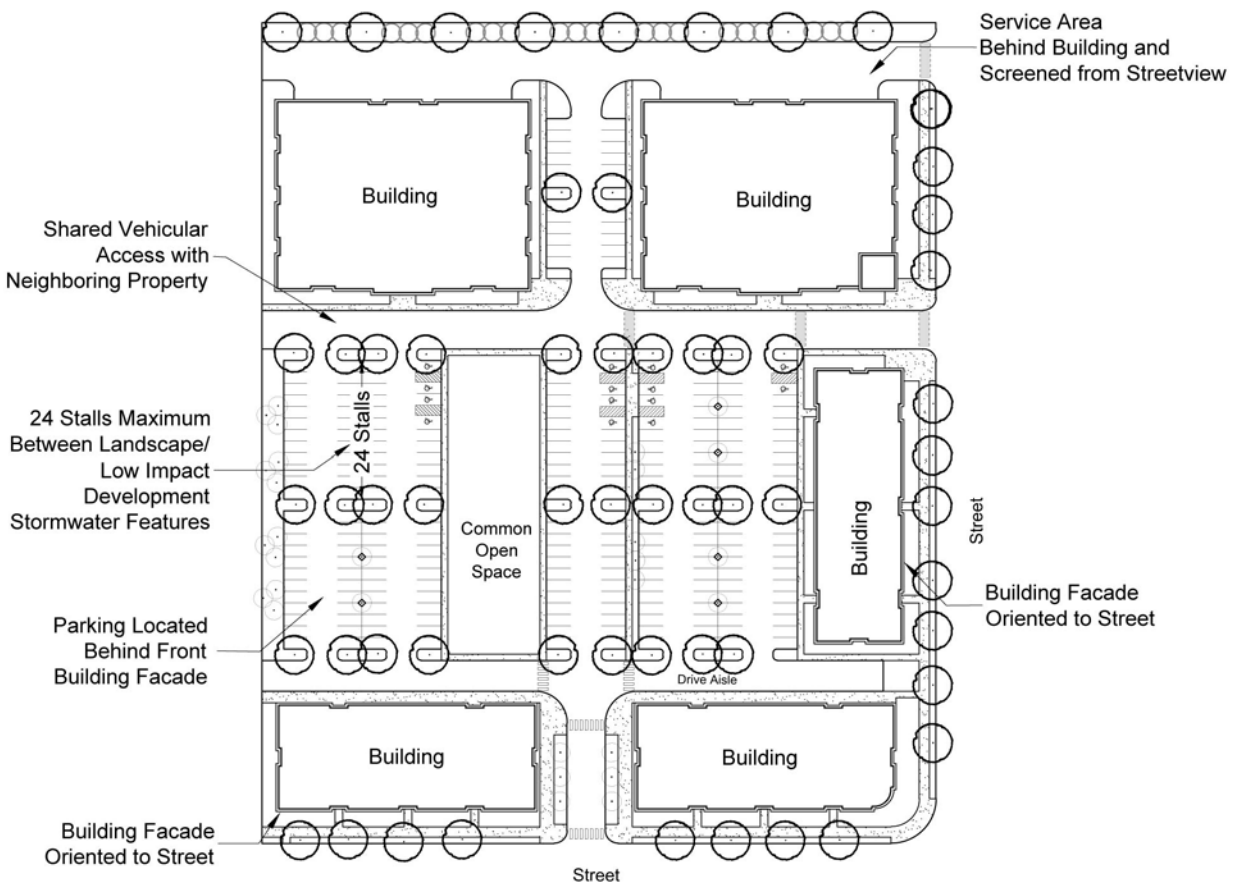 Service Area
Behind Building and
Screened from Streetview
Building
Building
Shared Vehicular
Access with
Neighboring Property
24 Stalls Maximum
Between Landscape/
Low Impact
Development
Stormwater Features
24 Stalls
Common
Open
Space
Building
Street
Building Facade
Oriented to Street
Parking Located
Behind Front
Building Facade
Drive Aisle
Building
Building
Building Facade
Oriented to Street
Street